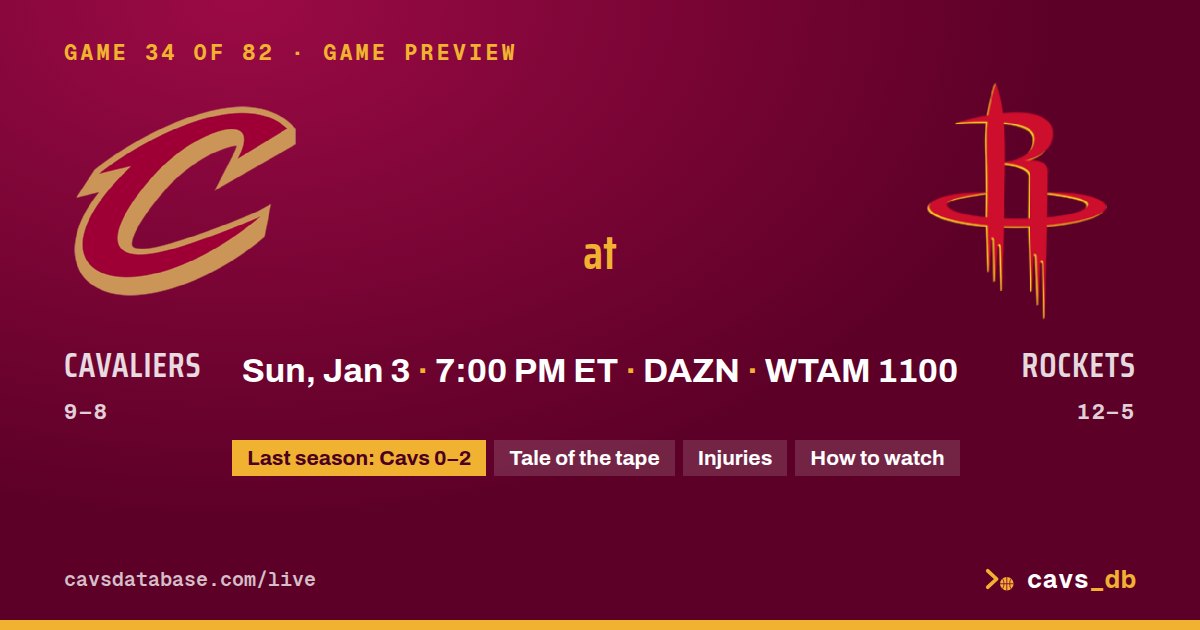 GAME 34 OF 82 · GAME PREVIEW
at
CAVALIERS
Sun, Jan 3 · 7:00 PM ET · DAZN · WTAM 1100
ROCKETS
9–8
12–5
Last season: Cavs 0–2
Tale of the tape
Injuries
How to watch
cavsdatabase.com/live
cavs_db